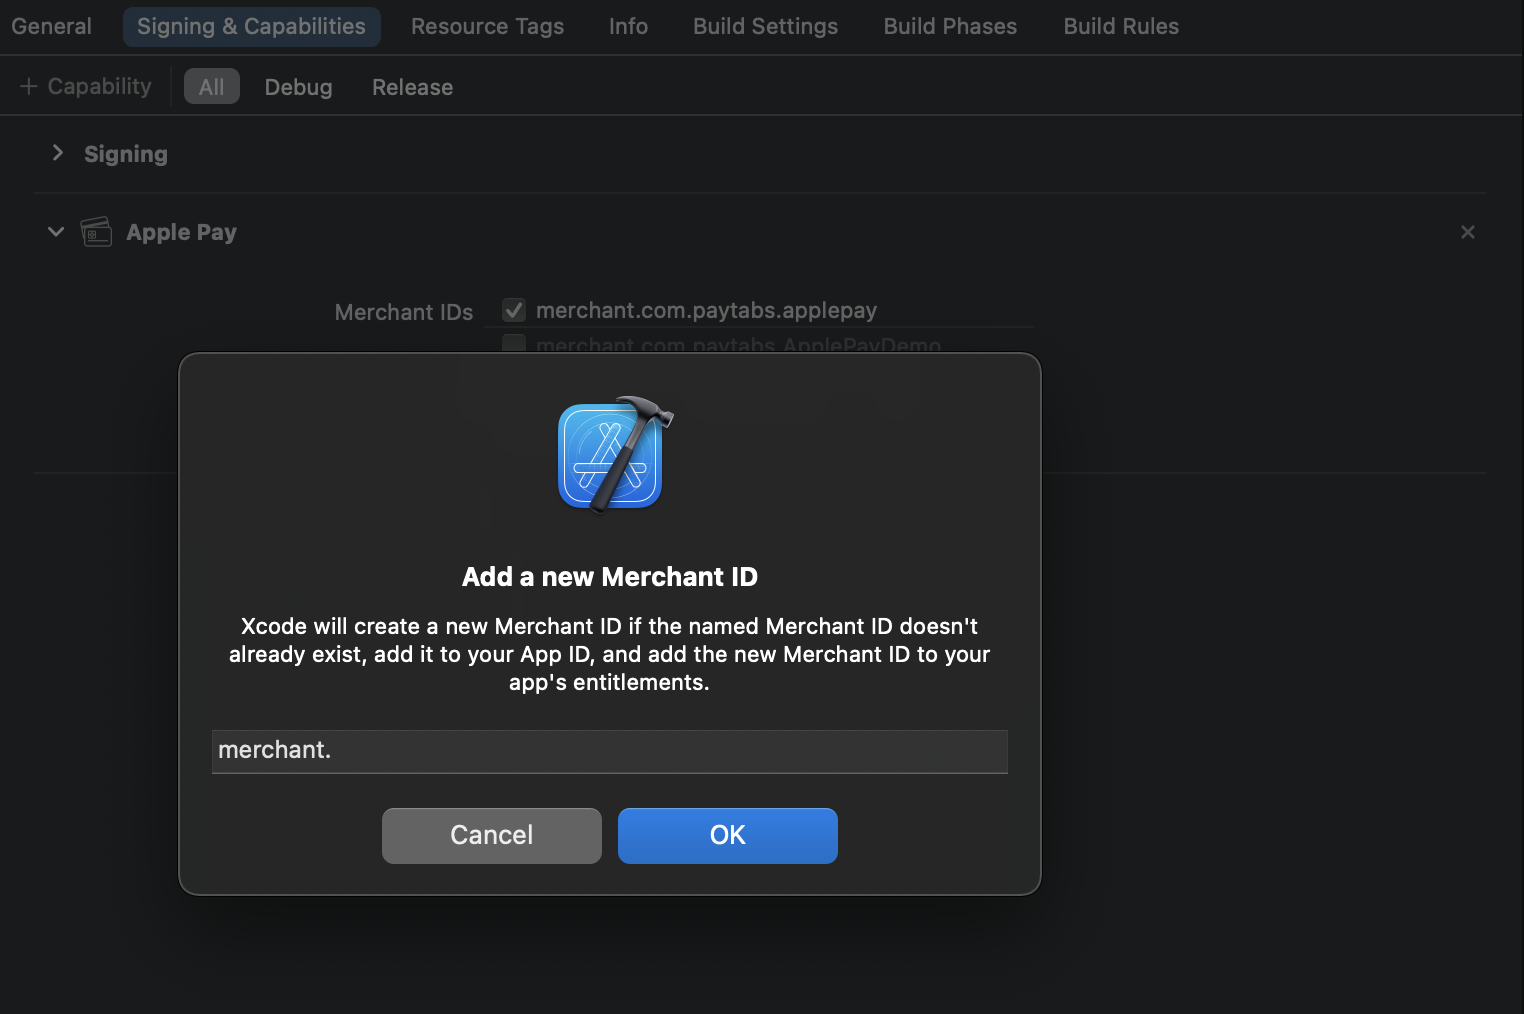 General Signing & Capabilities Resource Tags Info Build Settings Build Phases Build Rules
+ Capability All Debug Release
Signing
Apple Pay
Merchant IDs merchant.com.paytabs.applepay
merchant.com.paytabs.ApplePayDemo
Add a new Merchant ID
Xcode will create a new Merchant ID if the named Merchant ID doesn't
already exist, add it to your App ID, and add the new Merchant ID to your
app's entitlements.
merchant.
Cancel OK